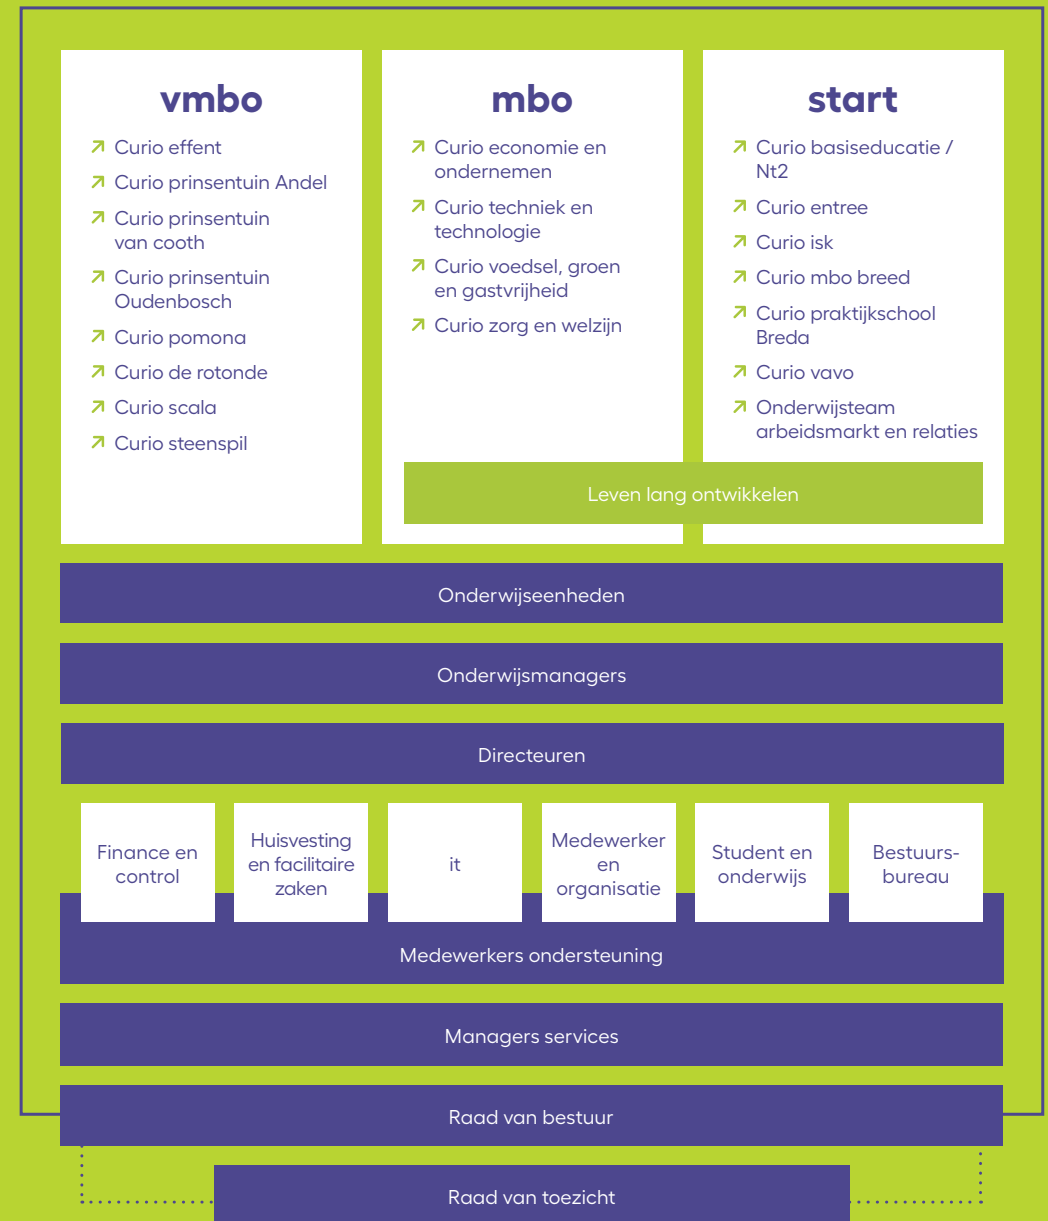 vmbo
Curio effent
Curio prinsentuin Andel
Curio prinsentuin
van cooth
Curio prinsentuin
Oudenbosch
Curio pomona
Curio de rotonde
Curio scala
Curio steenspil
mbo
Curio economie en
ondernemen
Curio techniek en
technologie
Curio voedsel, groen
en gastvrijheid
Curio zorg en welzijn
start
Curio basiseducatie /
Nt2
Curio entree
Curio isk
Curio mbo breed
Curio praktijkschool
Breda
Curio vavo
Onderwijsteam
arbeidsmarkt en relaties
Leven lang ontwikkelen
Onderwijseenheden
Onderwijsmanagers
Directeuren
Finance en
control
Huisvesting
en facilitaire
zaken
it
Medewerker
en
organisatie
Student en
onderwijs
Bestuurs-
bureau
Medewerkers ondersteuning
Managers services
Raad van bestuur
Raad van toezicht